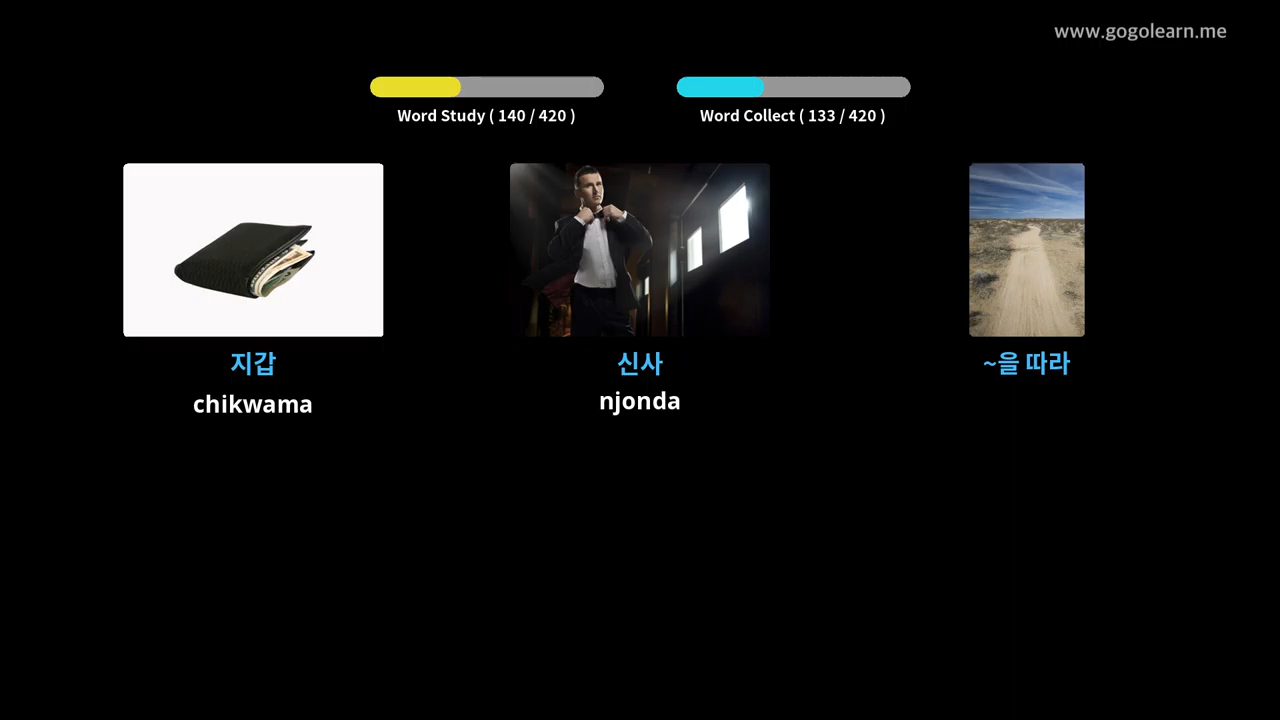 www.gogolearn.me
Word Study ( 140 / 420 )
Word Collect ( 133 / 420 )
지갑
신사
~을 따라
chikwama
njonda